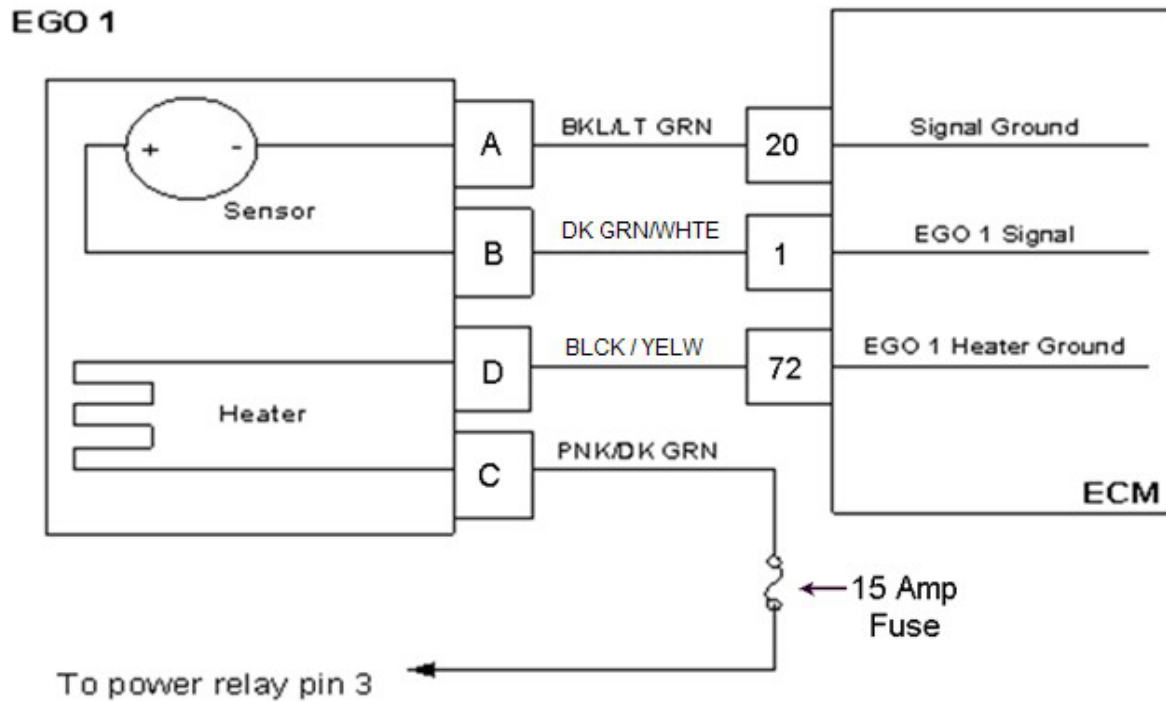 EGO 1
+ -
Sensor
Heater
A
B
D
C
BKL/LT GRN
DK GRN/WHTE
BLCK / YELW
PNK/DK GRN
20
1
72
Signal Ground
EGO 1 Signal
EGO 1 Heater Ground
ECM
15 Amp
Fuse
To power relay pin 3